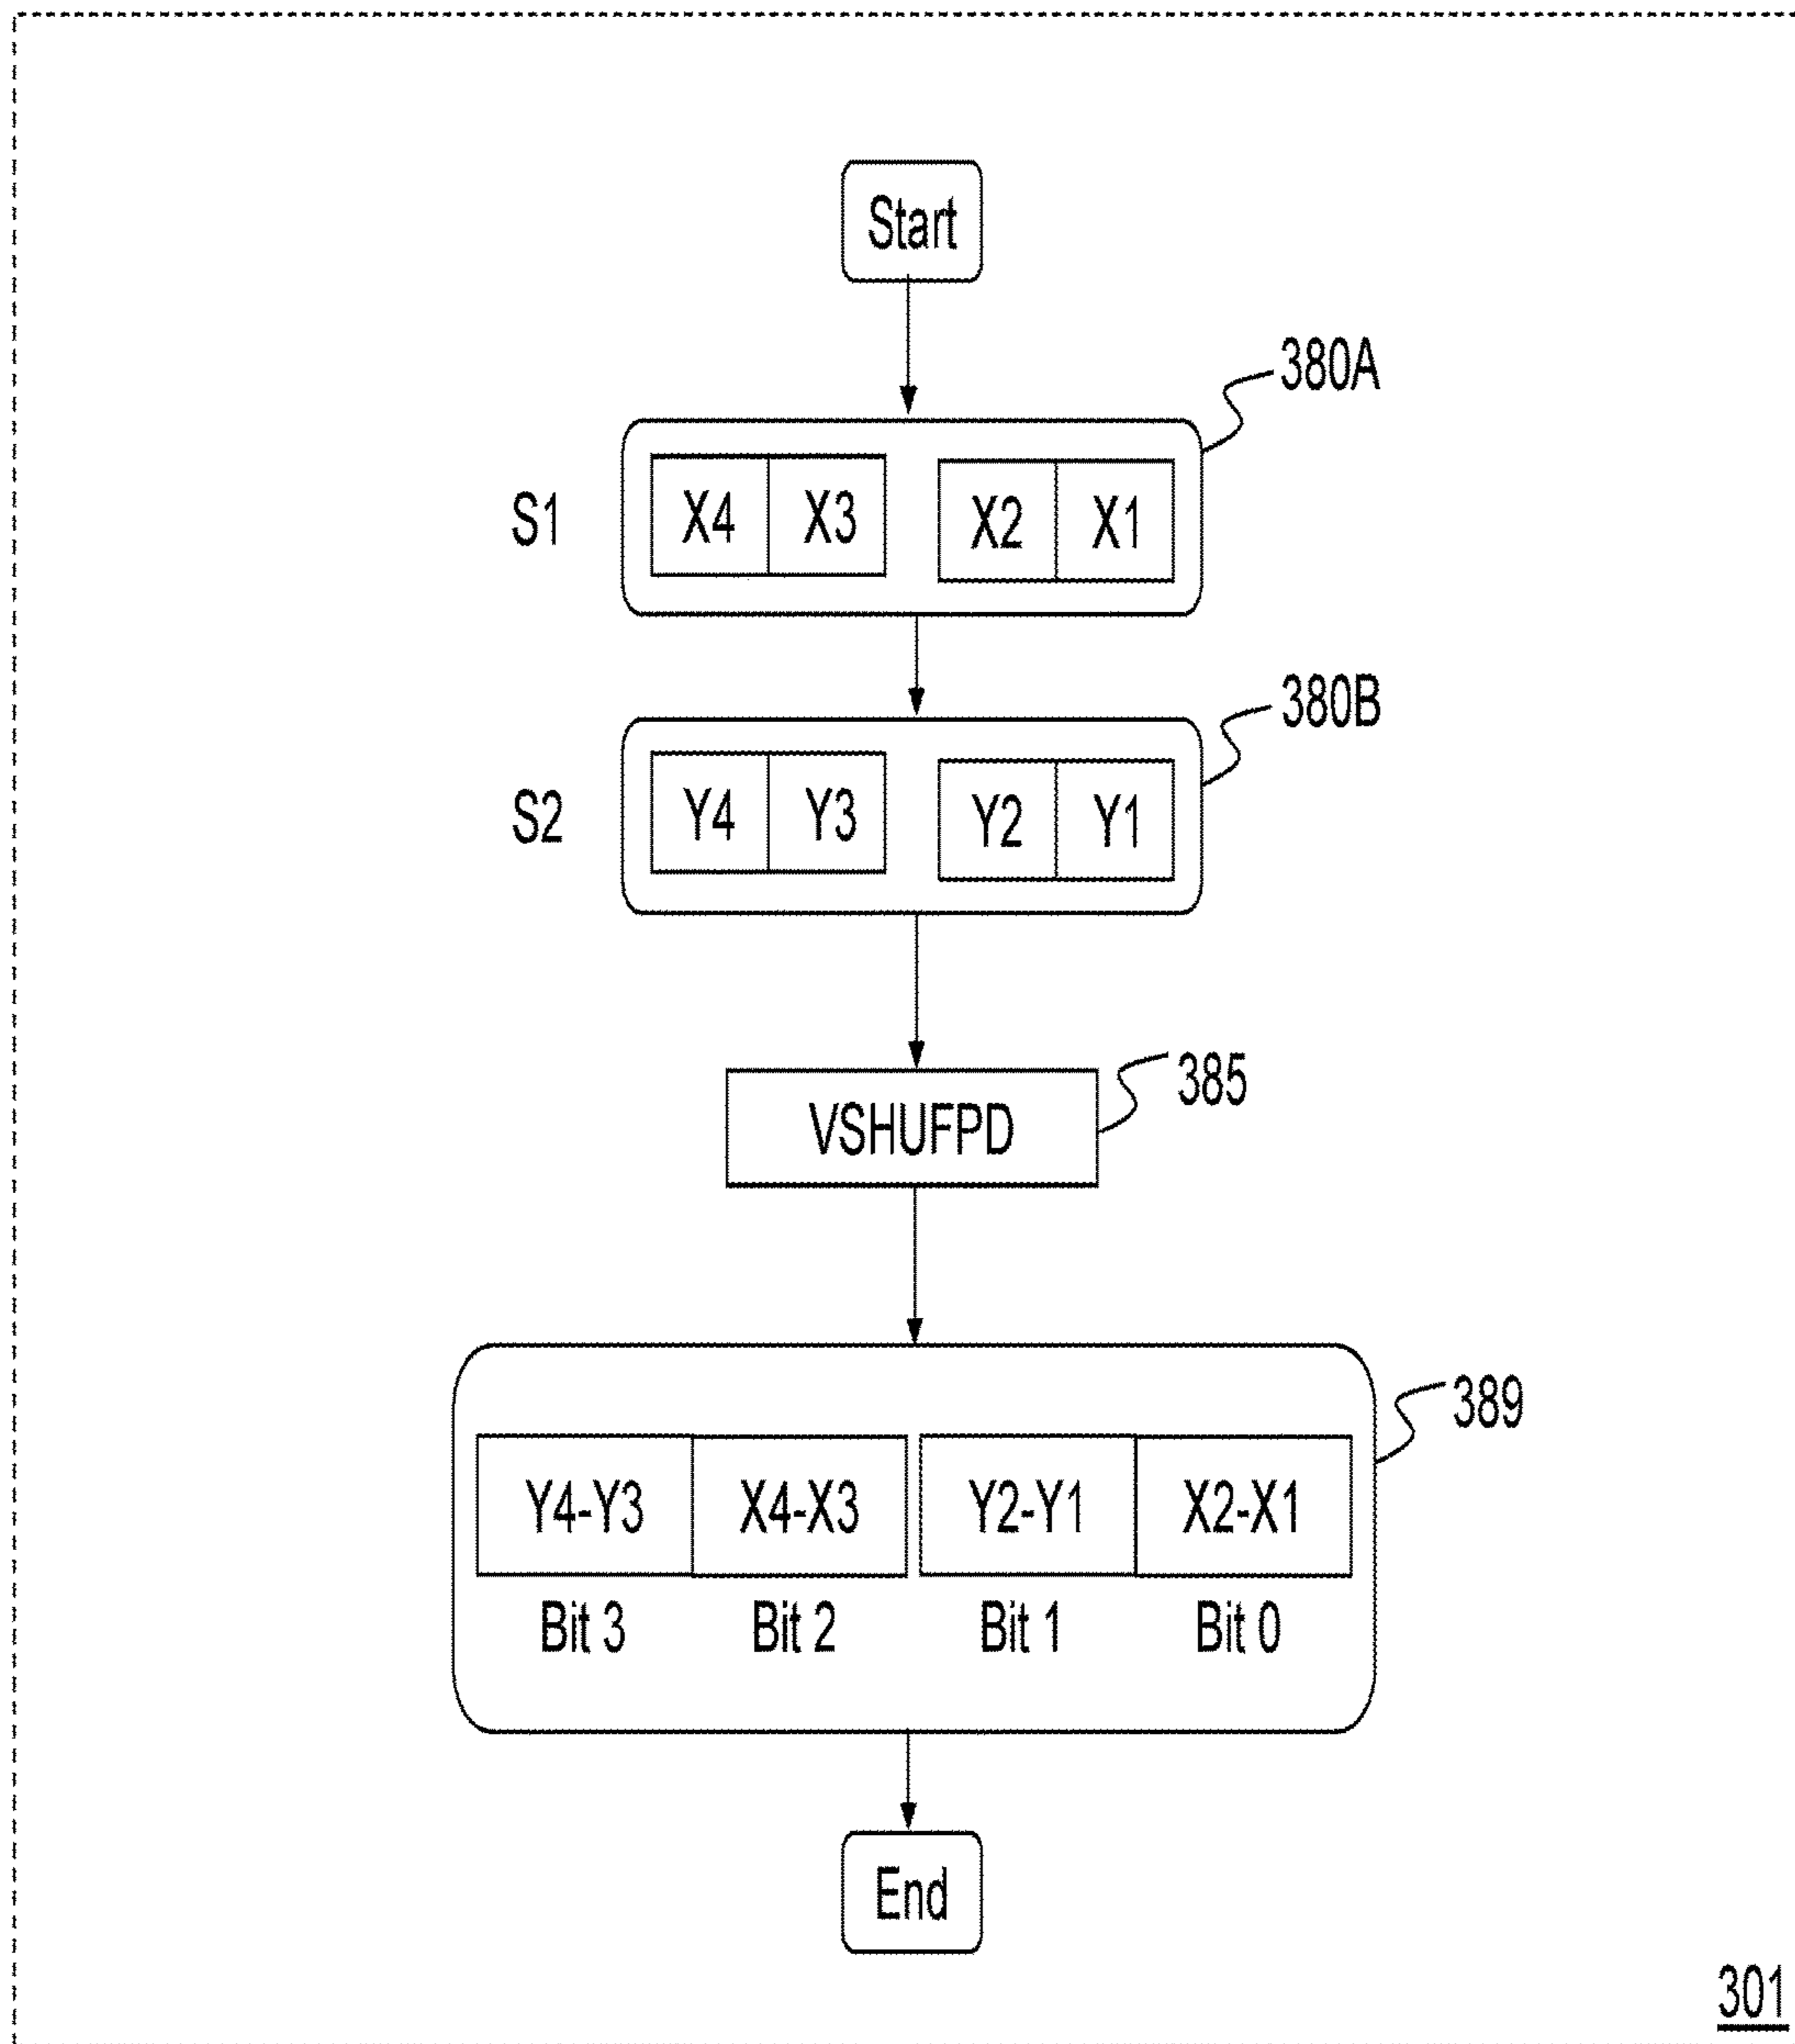 Start
380A
S1 X4 X3 X2 X1
380B
S2 Y4 Y3 Y2 Y1
385
VSHUFPD
389
Y4-Y3 X4-X3 Y2-Y1 X2-X1
Bit 3 Bit 2 Bit 1 Bit 0
End
301